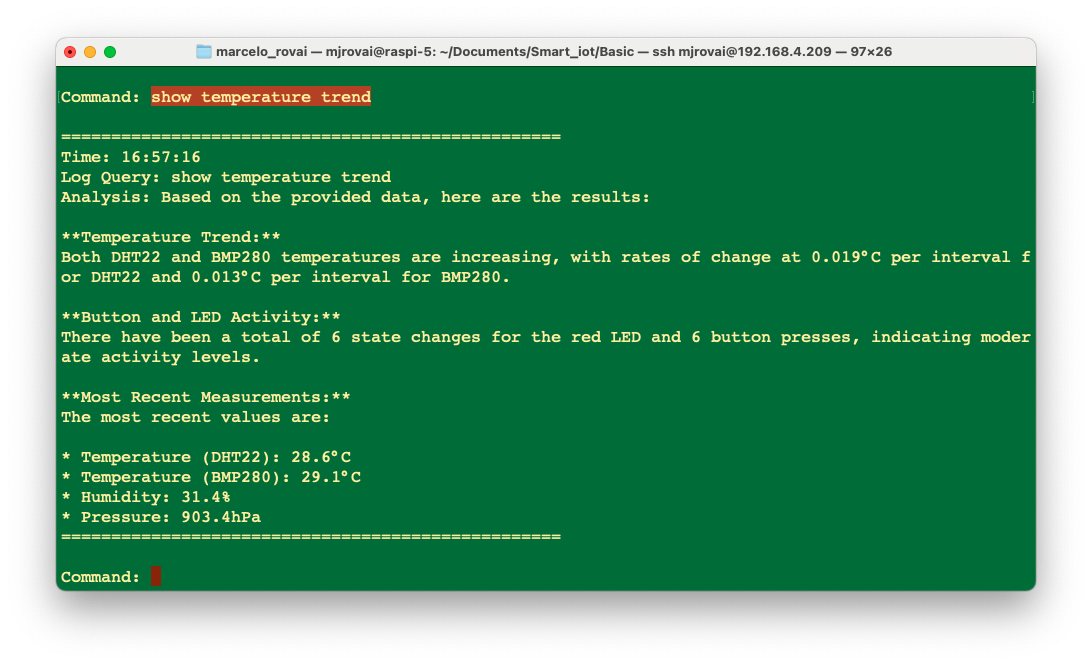 marcelo_rovai — mjrovai@raspi-5: ~/Documents/Smart_iot/Basic — ssh mjrovai@192.168.4.209 — 97×26
[Command: show temperature trend ]
==================================================
Time: 16:57:16
Log Query: show temperature trend
Analysis: Based on the provided data, here are the results:
**Temperature Trend:**
Both DHT22 and BMP280 temperatures are increasing, with rates of change at 0.019°C per interval f
or DHT22 and 0.013°C per interval for BMP280.
**Button and LED Activity:**
There have been a total of 6 state changes for the red LED and 6 button presses, indicating moder
ate activity levels.
**Most Recent Measurements:**
The most recent values are:
* Temperature (DHT22): 28.6°C
* Temperature (BMP280): 29.1°C
* Humidity: 31.4%
* Pressure: 903.4hPa
==================================================
Command: